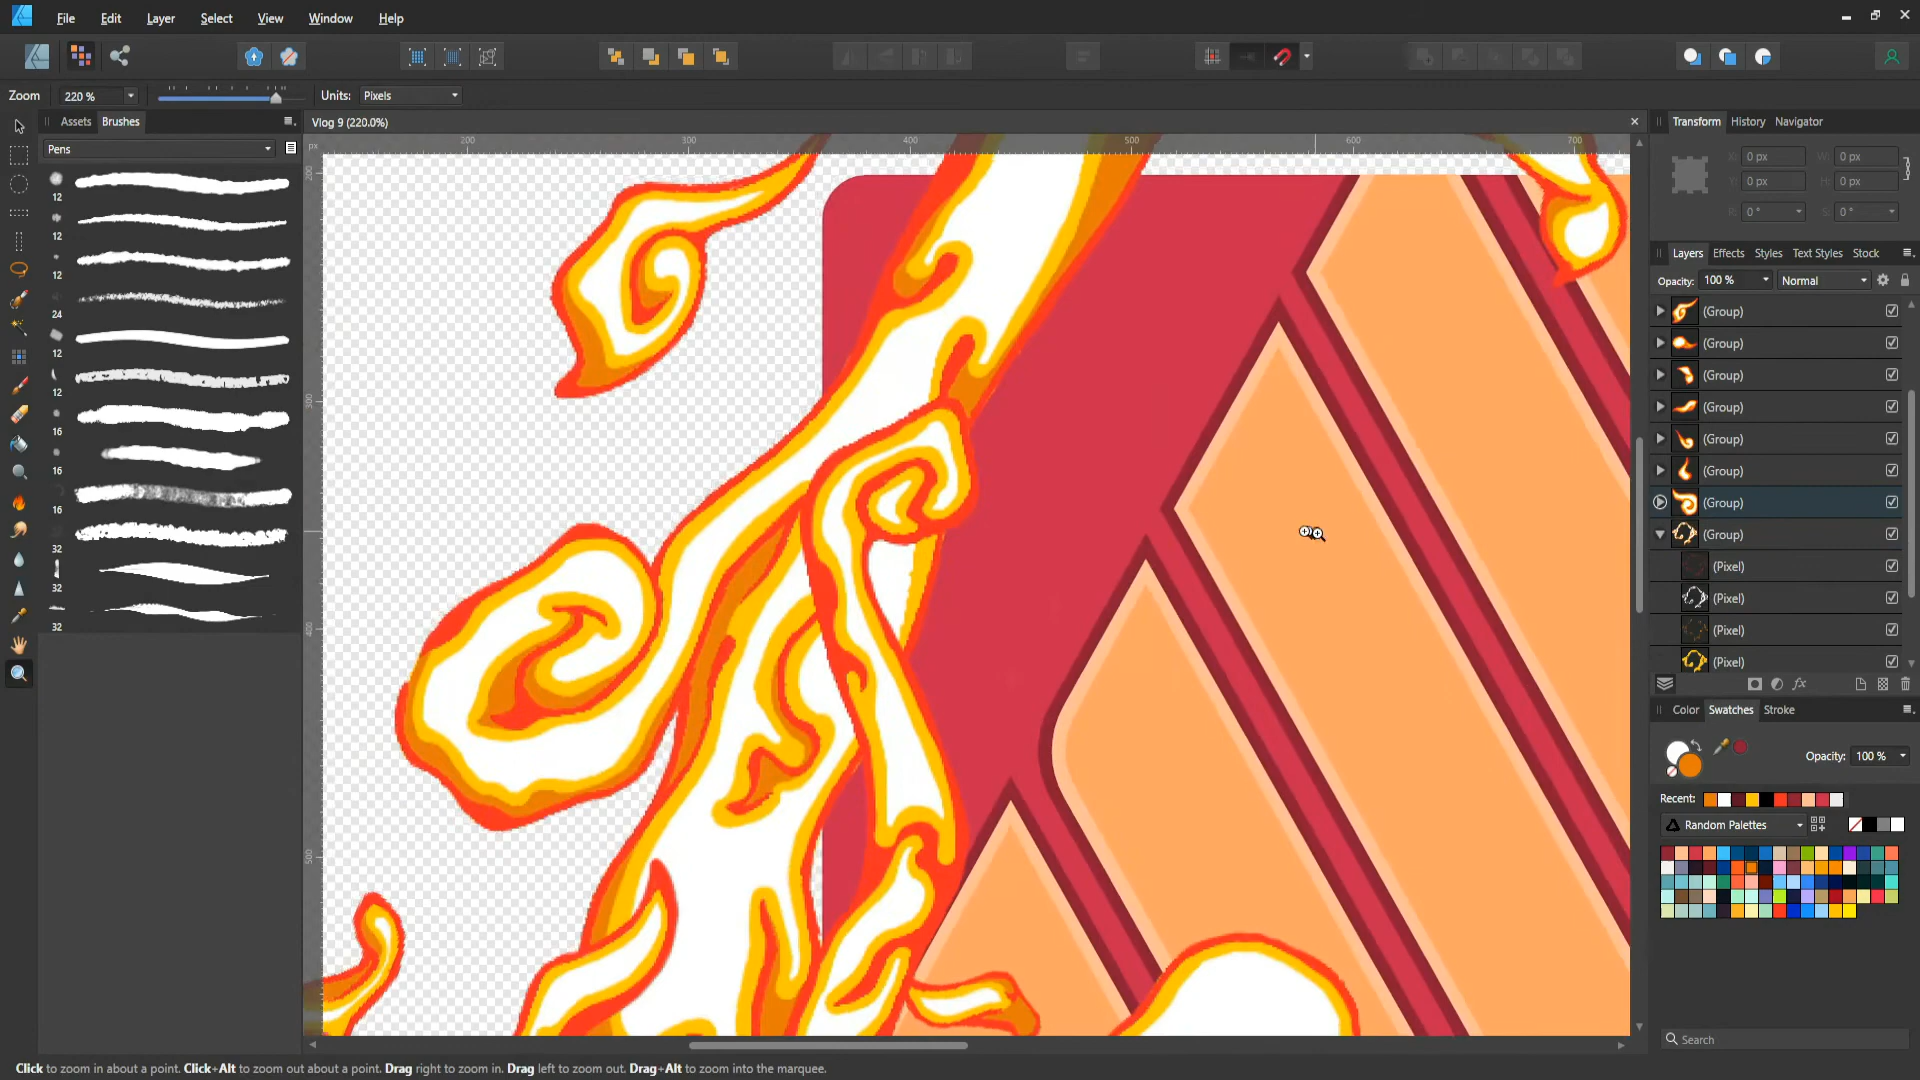 File Edit Layer Select View Window Help
Zoom 220 % Units: Pixels
Assets Brushes
Vlog 9 (220.0%)
Transform History Navigator
Pens
px 200 300 400 500 600 700
200
300
400
500
12
12
12
24
12
12
16
16
16
32
32
32
X: 0 px W: 0 px
Y: 0 px H: 0 px
R: 0 ° S: 0 °
Layers Effects Styles Text Styles Stock
Opacity: 100 % Normal
(Group)
(Group)
(Group)
(Group)
(Group)
(Group)
(Group)
(Group)
(Pixel)
(Pixel)
(Pixel)
(Pixel)
fx
Color Swatches Stroke
Opacity: 100 %
Recent:
Random Palettes
Search
Click to zoom in about a point. Click+Alt to zoom out about a point. Drag right to zoom in. Drag left to zoom out. Drag+Alt to zoom into the marquee.